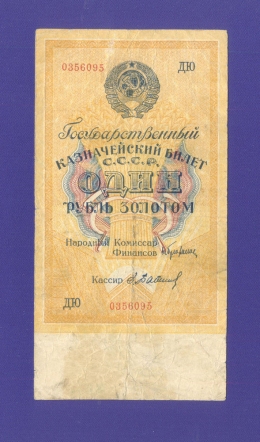 0356095 ДЮ
Государственный
КАЗНАЧЕЙСКИЙ БИЛЕТ
С.С.С.Р.
ОДИН
РУБЛЬ ЗОЛОТОМ
Народный Комиссар
Финансов
Кассир
ДЮ 0356095